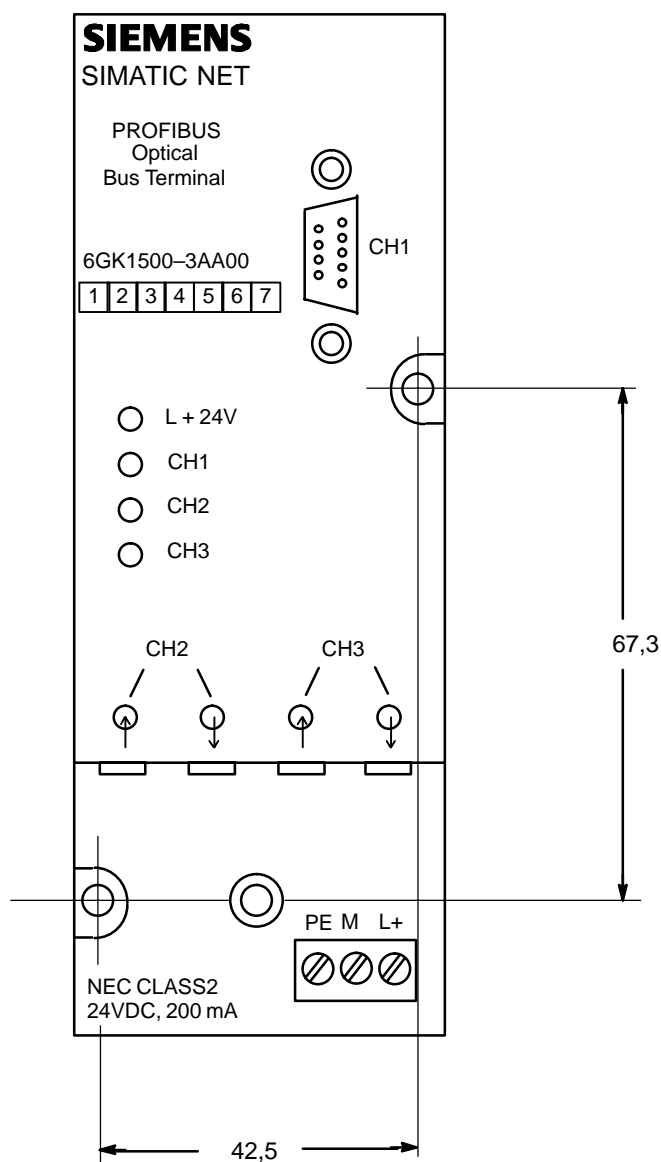 SIEMENS
SIMATIC NET
PROFIBUS
Optical
Bus Terminal
CH1
6GK1500–3AA00
1 2 3 4 5 6 7
L + 24V
CH1
CH2
CH3
CH2 CH3
67,3
PE M L+
NEC CLASS2
24VDC, 200 mA
42,5